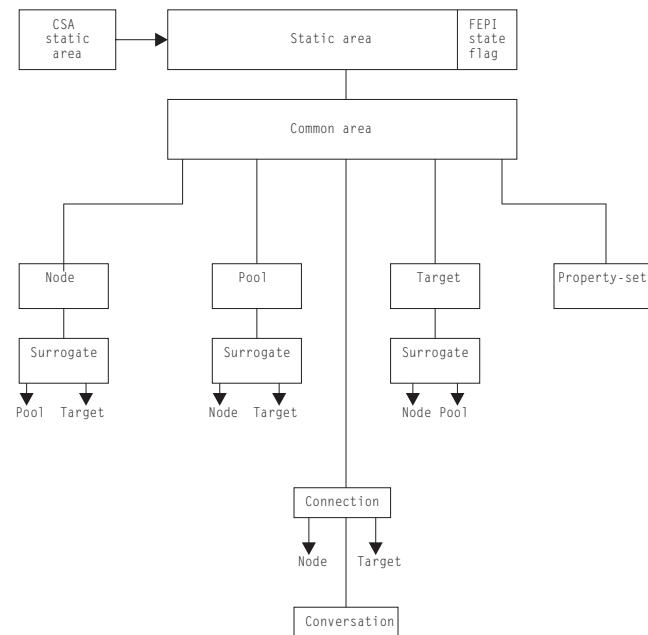 CSA
static
area
Static area
FEPI
state
flag
Common area
Node
Pool
Target
Property-set
Surrogate
Surrogate
Surrogate
Pool Target
Node Target
Node Pool
Connection
Node Target
Conversation